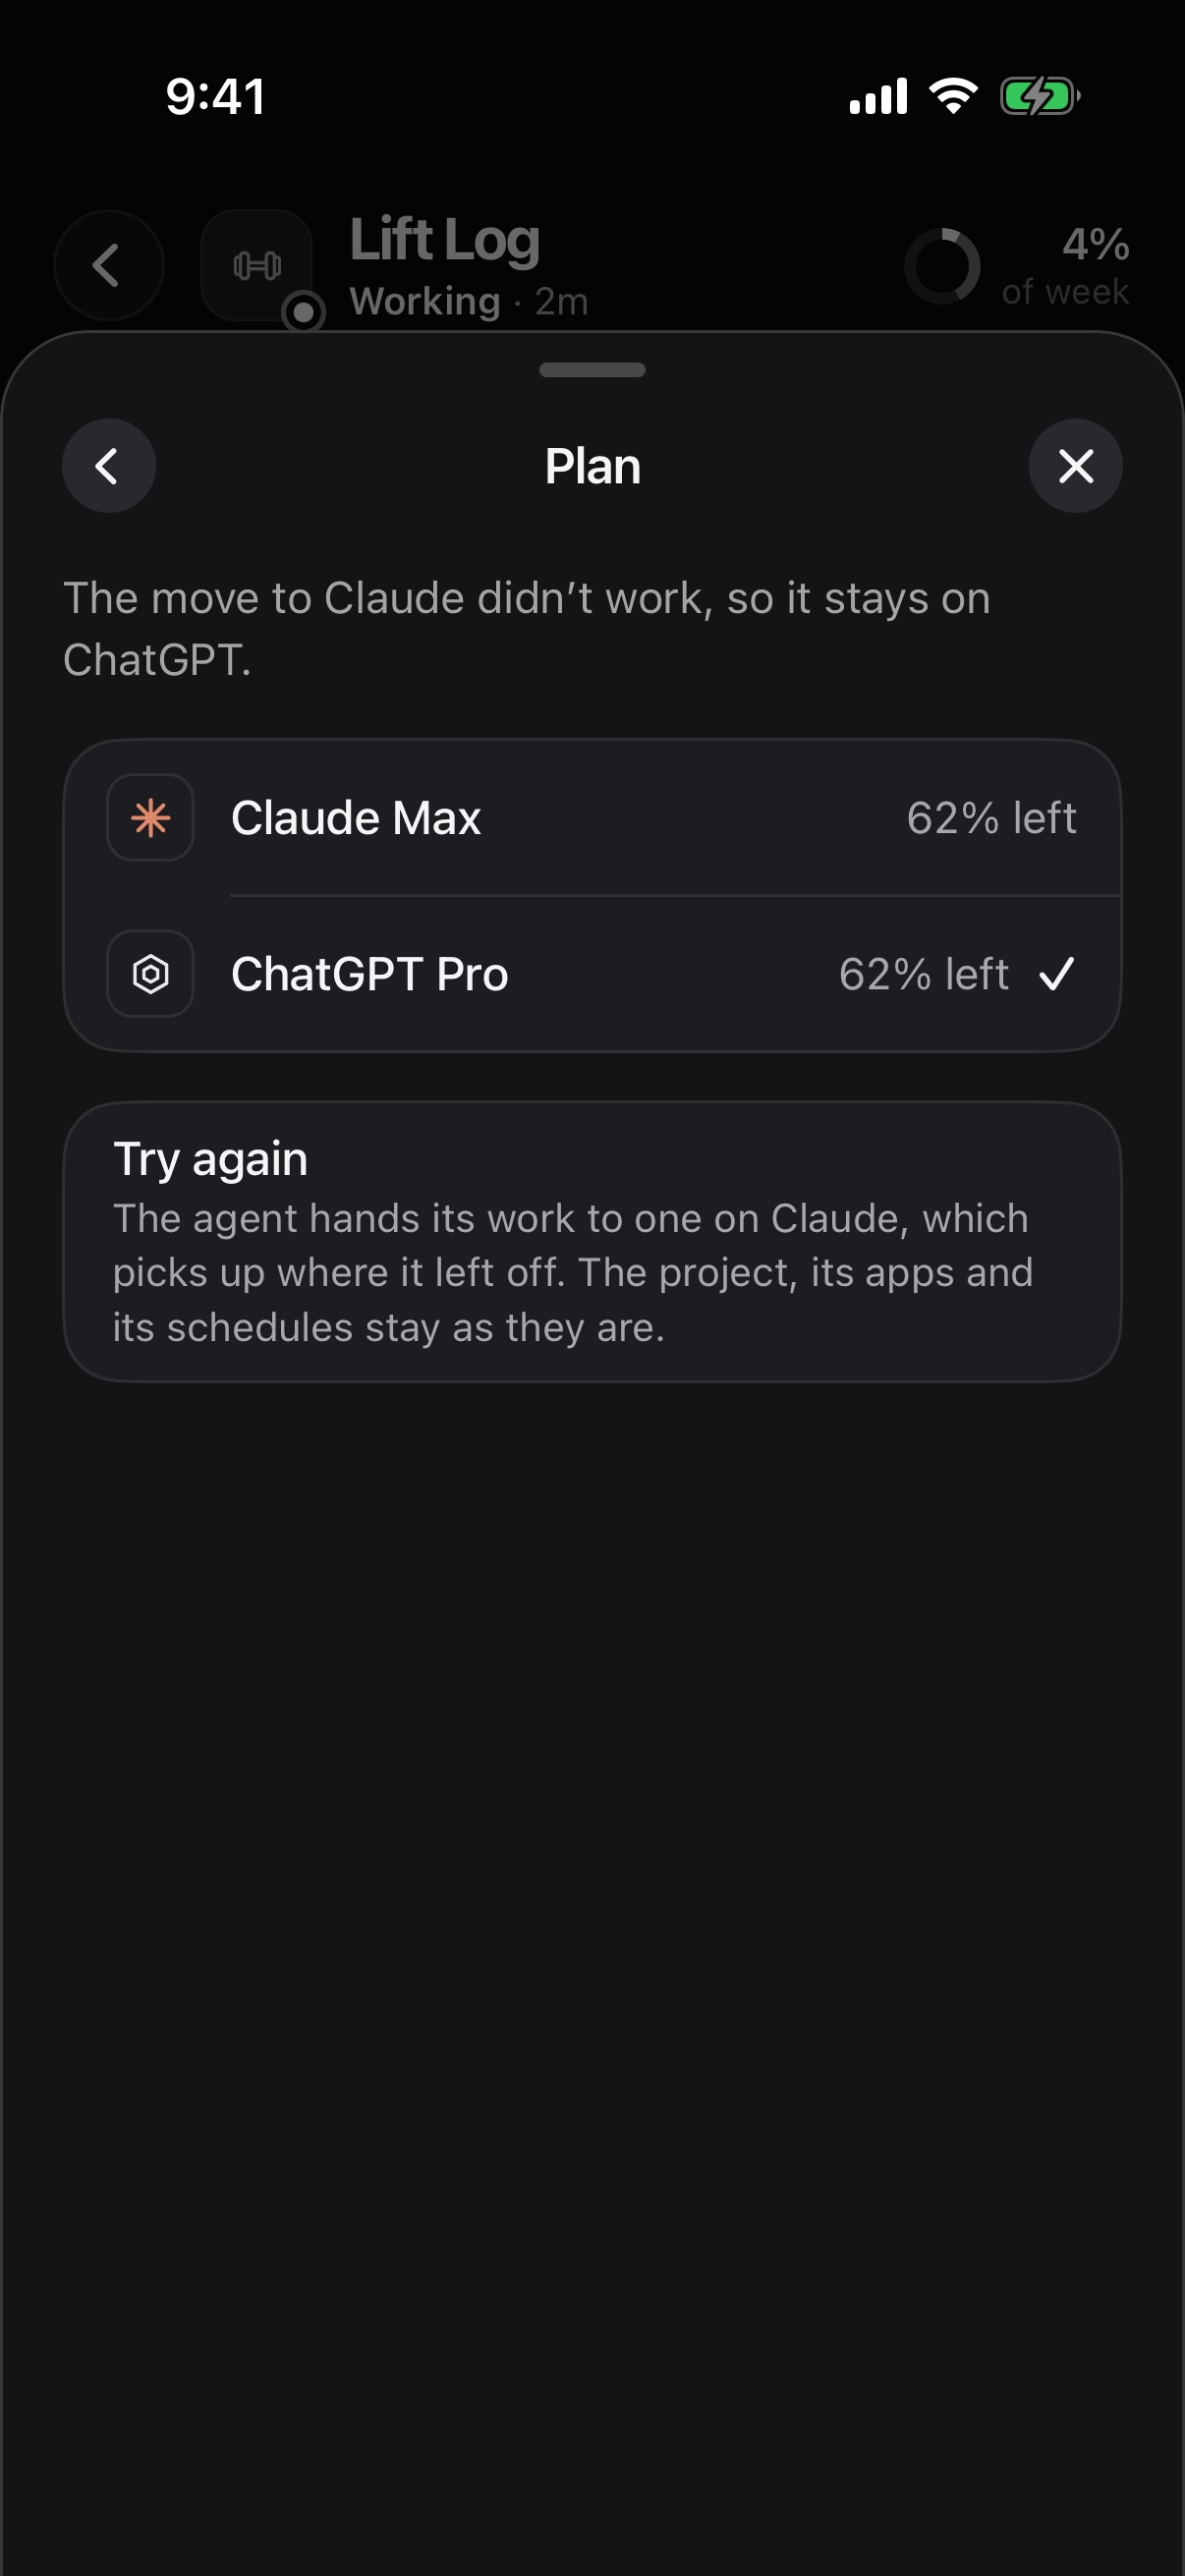 9:41
Lift Log
Working · 2m
4%
of week
Plan
The move to Claude didn’t work, so it stays on
ChatGPT.
Claude Max
62% left
ChatGPT Pro
62% left
Try again
The agent hands its work to one on Claude, which
picks up where it left off. The project, its apps and
its schedules stay as they are.